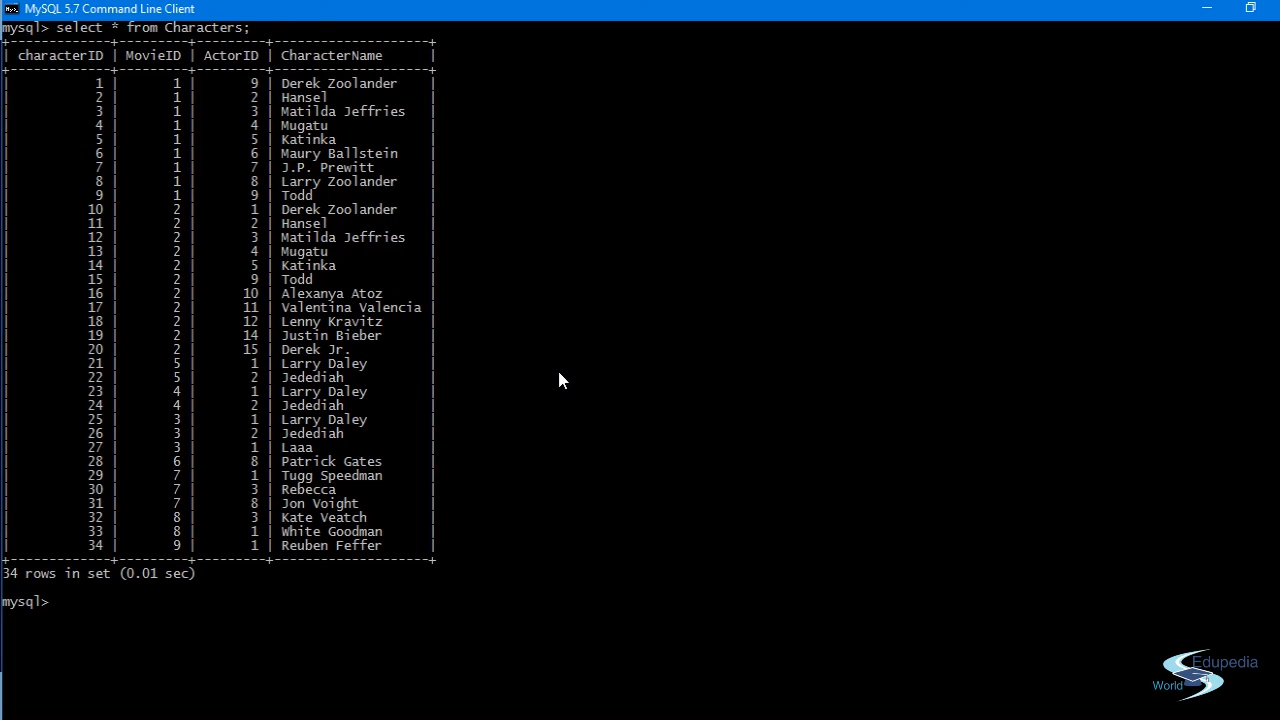 MySQL 5.7 Command Line Client
mysql> select * from Characters;
+-------------+---------+---------+--------------------+
| characterID | MovieID | ActorID | CharacterName |
+-------------+---------+---------+--------------------+
| 1 | 1 | 9 | Derek Zoolander |
| 2 | 1 | 2 | Hansel |
| 3 | 1 | 3 | Matilda Jeffries |
| 4 | 1 | 4 | Mugatu |
| 5 | 1 | 5 | Katinka |
| 6 | 1 | 6 | Maury Ballstein |
| 7 | 1 | 7 | J.P. Prewitt |
| 8 | 1 | 8 | Larry Zoolander |
| 9 | 1 | 9 | Todd |
| 10 | 2 | 1 | Derek Zoolander |
| 11 | 2 | 2 | Hansel |
| 12 | 2 | 3 | Matilda Jeffries |
| 13 | 2 | 4 | Mugatu |
| 14 | 2 | 5 | Katinka |
| 15 | 2 | 9 | Todd |
| 16 | 2 | 10 | Alexanya Atoz |
| 17 | 2 | 11 | Valentina Valencia |
| 18 | 2 | 12 | Lenny Kravitz |
| 19 | 2 | 14 | Justin Bieber |
| 20 | 2 | 15 | Derek Jr. |
| 21 | 5 | 1 | Larry Daley |
| 22 | 5 | 2 | Jedediah |
| 23 | 4 | 1 | Larry Daley |
| 24 | 4 | 2 | Jedediah |
| 25 | 3 | 1 | Larry Daley |
| 26 | 3 | 2 | Jedediah |
| 27 | 3 | 1 | Laaa |
| 28 | 6 | 8 | Patrick Gates |
| 29 | 7 | 1 | Tugg Speedman |
| 30 | 7 | 3 | Rebecca |
| 31 | 7 | 8 | Jon Voight |
| 32 | 8 | 3 | Kate Veatch |
| 33 | 8 | 1 | White Goodman |
| 34 | 9 | 1 | Reuben Feffer |
+-------------+---------+---------+--------------------+
34 rows in set (0.01 sec)
mysql>
Edupedia
World